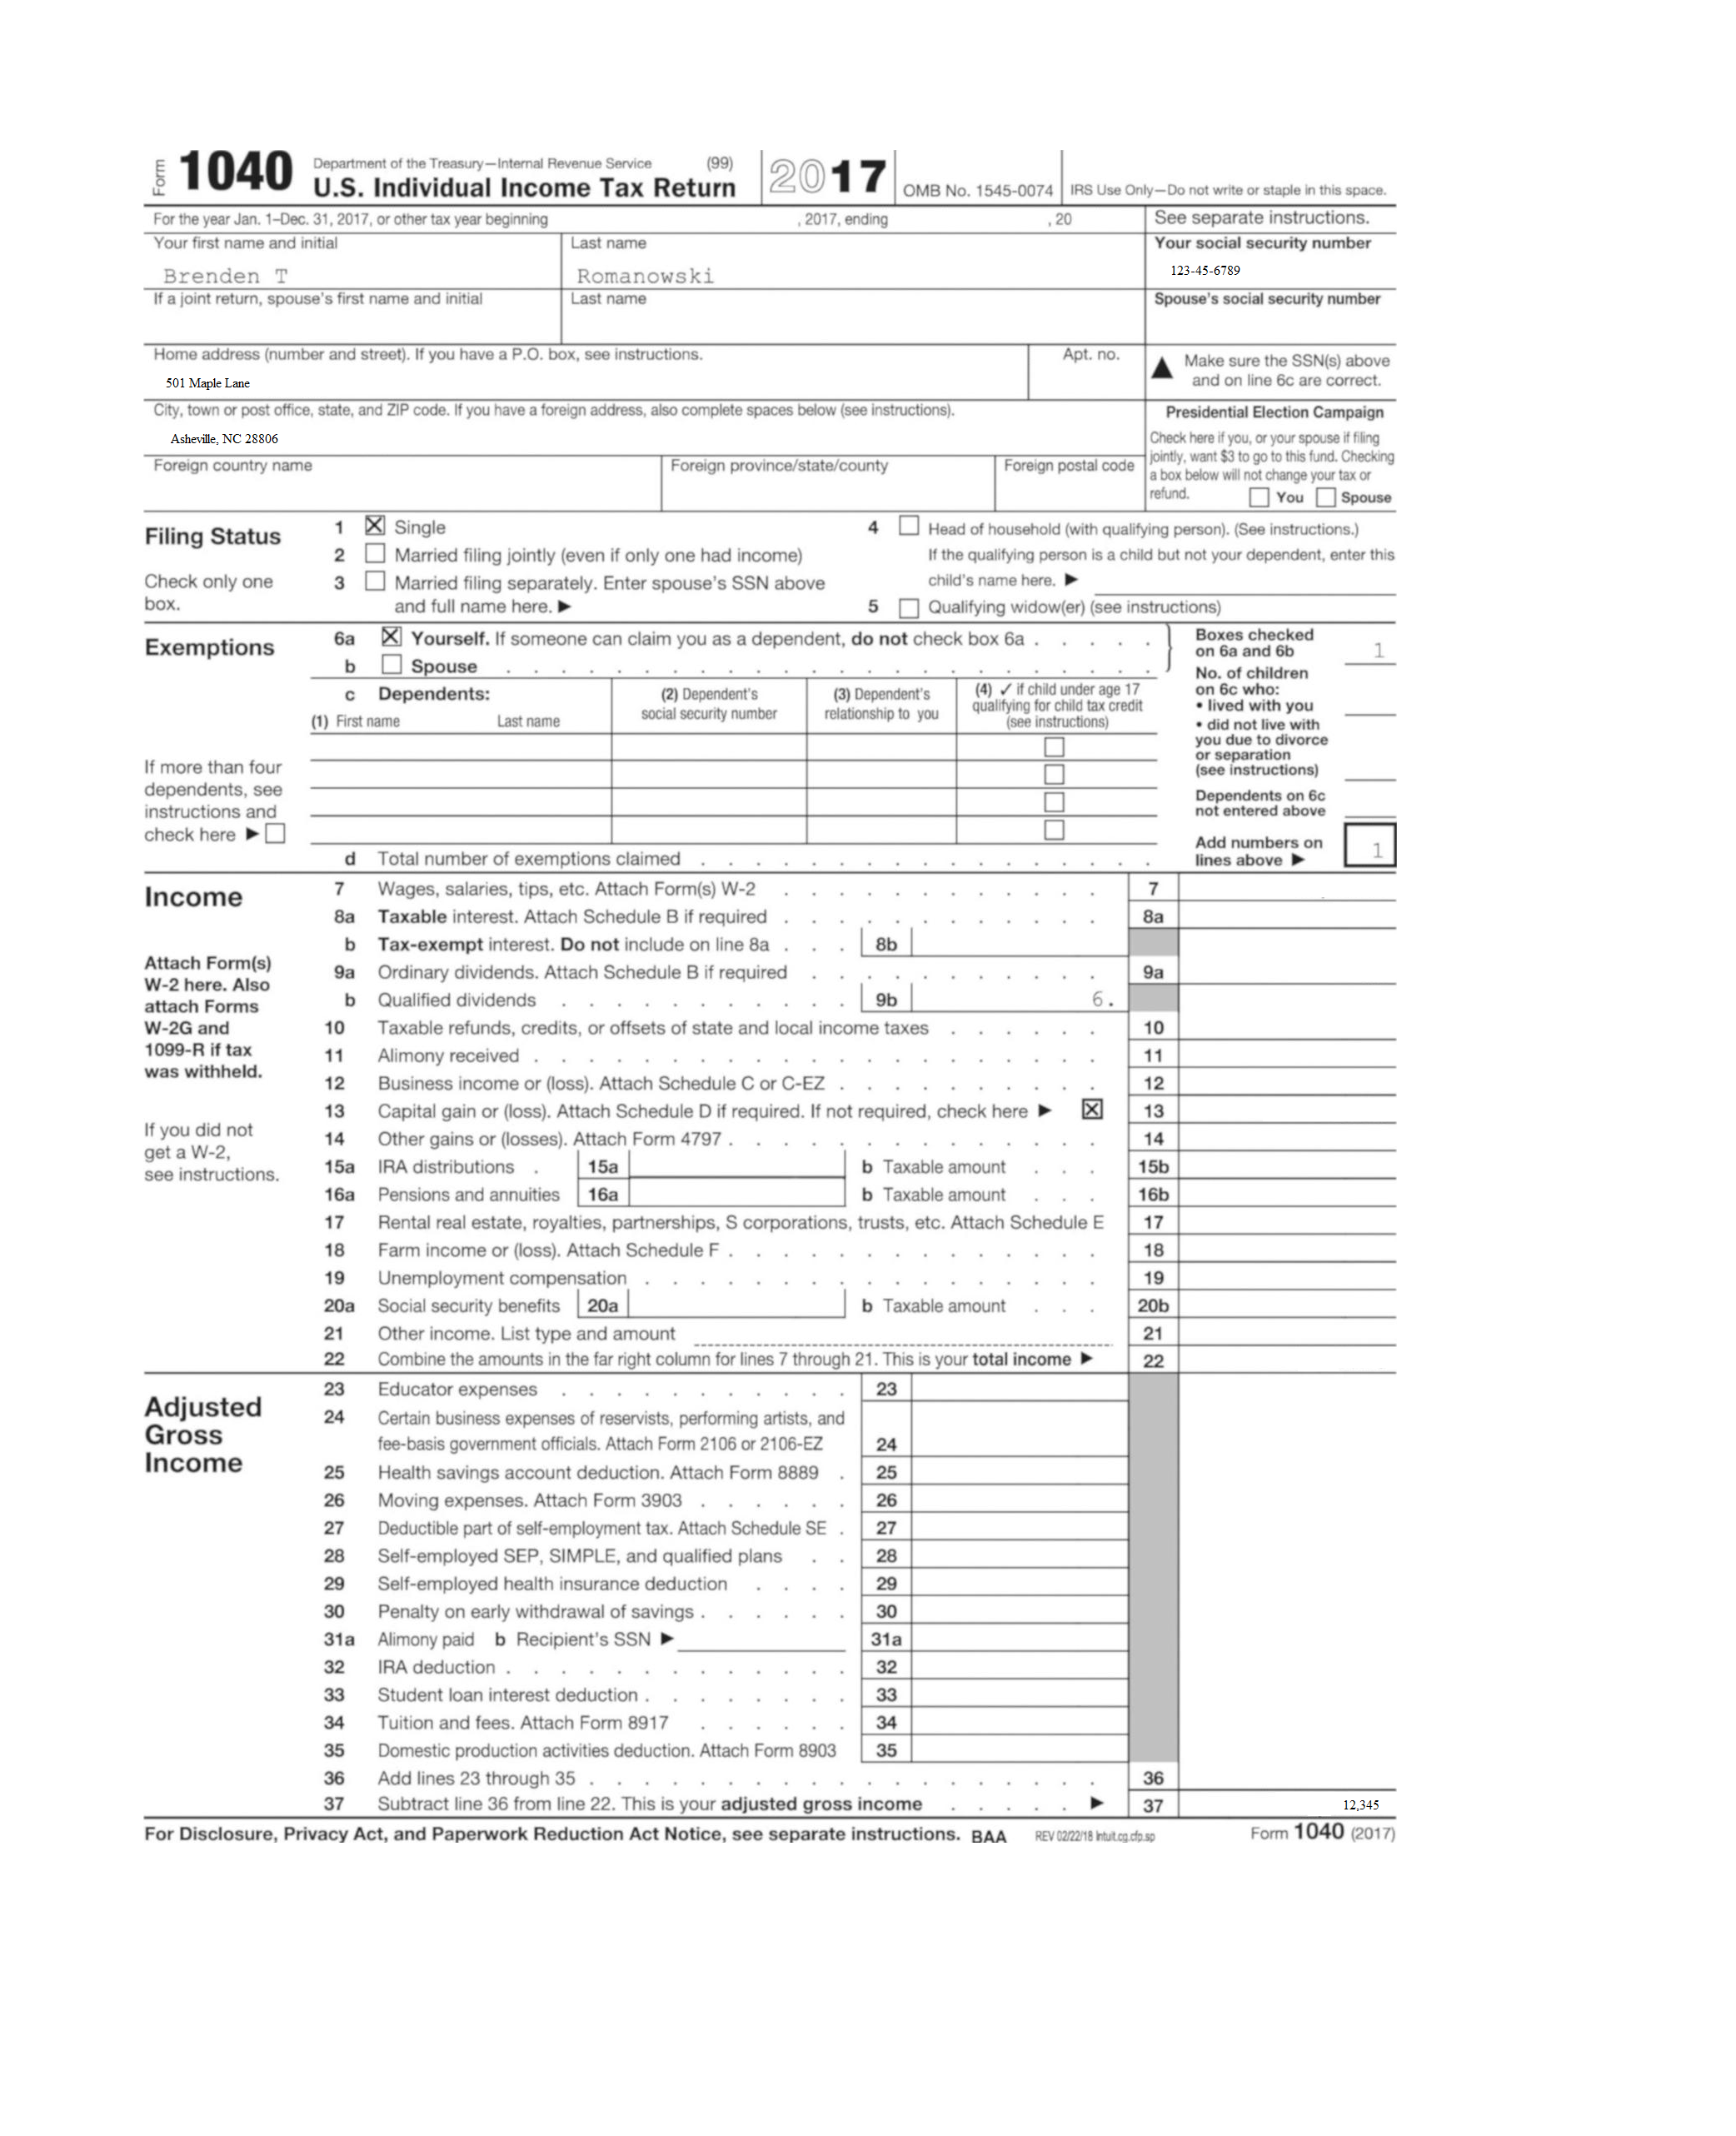 Form 1040 Department of the Treasury—Internal Revenue Service (99) U.S. Individual Income Tax Return 2017 OMB No. 1545-0074 IRS Use Only—Do not write or staple in this space.
For the year Jan. 1–Dec. 31, 2017, or other tax year beginning , 2017, ending , 20 See separate instructions.
Your first name and initial Last name Your social security number
Brenden T Romanowski 123-45-6789
If a joint return, spouse's first name and initial Last name Spouse's social security number
Home address (number and street). If you have a P.O. box, see instructions. Apt. no.
501 Maple Lane
▲ Make sure the SSN(s) above
and on line 6c are correct.
City, town or post office, state, and ZIP code. If you have a foreign address, also complete spaces below (see instructions).
Asheville, NC 28806
Foreign country name Foreign province/state/county Foreign postal code
Presidential Election Campaign
Check here if you, or your spouse if filing
jointly, want $3 to go to this fund. Checking
a box below will not change your tax or
refund. You Spouse
Filing Status
Check only one
box.
1 ☒ Single
2 Married filing jointly (even if only one had income)
3 Married filing separately. Enter spouse's SSN above
and full name here. ►
4 Head of household (with qualifying person). (See instructions.)
If the qualifying person is a child but not your dependent, enter this
child's name here. ►
5 Qualifying widow(er) (see instructions)
Exemptions
6a ☒ Yourself. If someone can claim you as a dependent, do not check box 6a . . . . .
b Spouse . . . . . . . . . . . . . . . . . . . . . . . .
c Dependents:
(1) First name Last name
(2) Dependent's
social security number
(3) Dependent's
relationship to you
(4) ✓ if child under age 17
qualifying for child tax credit
(see instructions)
If more than four
dependents, see
instructions and
check here ►
d Total number of exemptions claimed . . . . . . . . . . . . . . . . .
Boxes checked
on 6a and 6b 1
No. of children
on 6c who:
• lived with you
• did not live with
you due to divorce
or separation
(see instructions)
Dependents on 6c
not entered above
Add numbers on
lines above ► 1
Income
Attach Form(s)
W-2 here. Also
attach Forms
W-2G and
1099-R if tax
was withheld.
If you did not
get a W-2,
see instructions.
7 Wages, salaries, tips, etc. Attach Form(s) W-2 . . . . . . . . . . . . 7
8a Taxable interest. Attach Schedule B if required . . . . . . . . . . . . 8a
b Tax-exempt interest. Do not include on line 8a . . . 8b
9a Ordinary dividends. Attach Schedule B if required . . . . . . . . . . . 9a
b Qualified dividends . . . . . . . . . . . 9b 6.
10 Taxable refunds, credits, or offsets of state and local income taxes . . . . . . 10
11 Alimony received . . . . . . . . . . . . . . . . . . . . . 11
12 Business income or (loss). Attach Schedule C or C-EZ . . . . . . . . . . 12
13 Capital gain or (loss). Attach Schedule D if required. If not required, check here ► ☒ 13
14 Other gains or (losses). Attach Form 4797 . . . . . . . . . . . . . . 14
15a IRA distributions . 15a b Taxable amount . . . 15b
16a Pensions and annuities 16a b Taxable amount . . . 16b
17 Rental real estate, royalties, partnerships, S corporations, trusts, etc. Attach Schedule E 17
18 Farm income or (loss). Attach Schedule F . . . . . . . . . . . . . . 18
19 Unemployment compensation . . . . . . . . . . . . . . . . . 19
20a Social security benefits 20a b Taxable amount . . . 20b
21 Other income. List type and amount 21
22 Combine the amounts in the far right column for lines 7 through 21. This is your total income ► 22
Adjusted
Gross
Income
23 Educator expenses . . . . . . . . . . . 23
24 Certain business expenses of reservists, performing artists, and
fee-basis government officials. Attach Form 2106 or 2106-EZ 24
25 Health savings account deduction. Attach Form 8889 . 25
26 Moving expenses. Attach Form 3903 . . . . . . 26
27 Deductible part of self-employment tax. Attach Schedule SE . 27
28 Self-employed SEP, SIMPLE, and qualified plans . . 28
29 Self-employed health insurance deduction . . . . 29
30 Penalty on early withdrawal of savings . . . . . . 30
31a Alimony paid b Recipient's SSN ► 31a
32 IRA deduction . . . . . . . . . . . . . 32
33 Student loan interest deduction . . . . . . . . 33
34 Tuition and fees. Attach Form 8917 . . . . . . 34
35 Domestic production activities deduction. Attach Form 8903 35
36 Add lines 23 through 35 . . . . . . . . . . . . . . . . . . . 36
37 Subtract line 36 from line 22. This is your adjusted gross income . . . . . ► 37 12,345
For Disclosure, Privacy Act, and Paperwork Reduction Act Notice, see separate instructions. BAA REV 02/22/18 Intuit.cg.cfp.sp Form 1040 (2017)